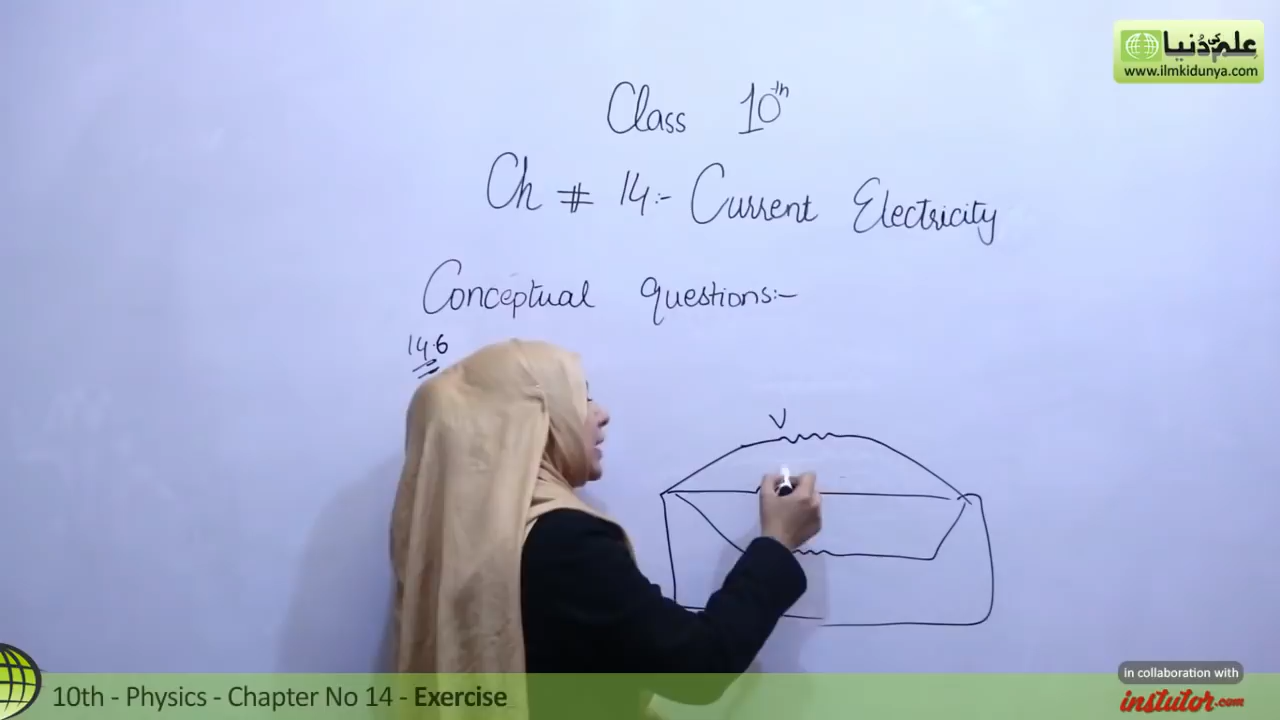 علم کی دُنیا
www.ilmkidunya.com
Class 10th
Ch # 14:- Current Electricity
Conceptual questions:-
14.6
V
10th - Physics - Chapter No 14 - Exercise
in collaboration with
instutor.com